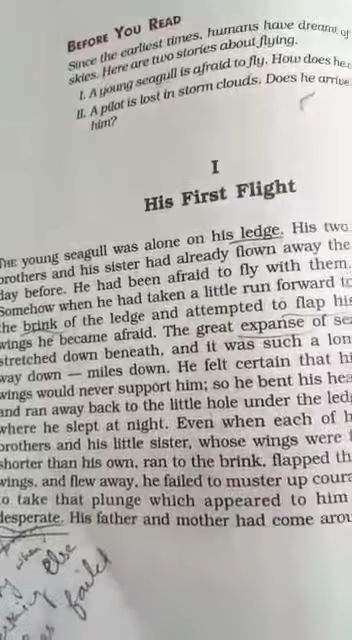 BEFORE YOU READ
Since the earliest times, humans have dreamt of
skies. Here are two stories about flying.
I. A young seagull is afraid to fly. How does he
II. A pilot is lost in storm clouds. Does he arrive
him?
I
His First Flight
THE young seagull was alone on his ledge. His two
brothers and his sister had already flown away the
day before. He had been afraid to fly with them.
Somehow when he had taken a little run forward to
the brink of the ledge and attempted to flap his
wings he became afraid. The great expanse of sea
stretched down beneath, and it was such a lon
way down — miles down. He felt certain that hi
wings would never support him; so he bent his hea
and ran away back to the little hole under the led
where he slept at night. Even when each of h
brothers and his little sister, whose wings were
shorter than his own, ran to the brink, flapped th
wings, and flew away, he failed to muster up coura
to take that plunge which appeared to him
desperate. His father and mother had come arou
when
else
failed